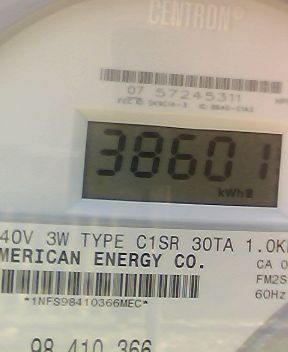 CENTRON®
07 57245311
38601
kWh
40V 3W TYPE C1SR 30TA 1.0K
MERICAN ENERGY CO.
CA 0
FM2S
60Hz
*1NFS98410366MEC*
98 410 366